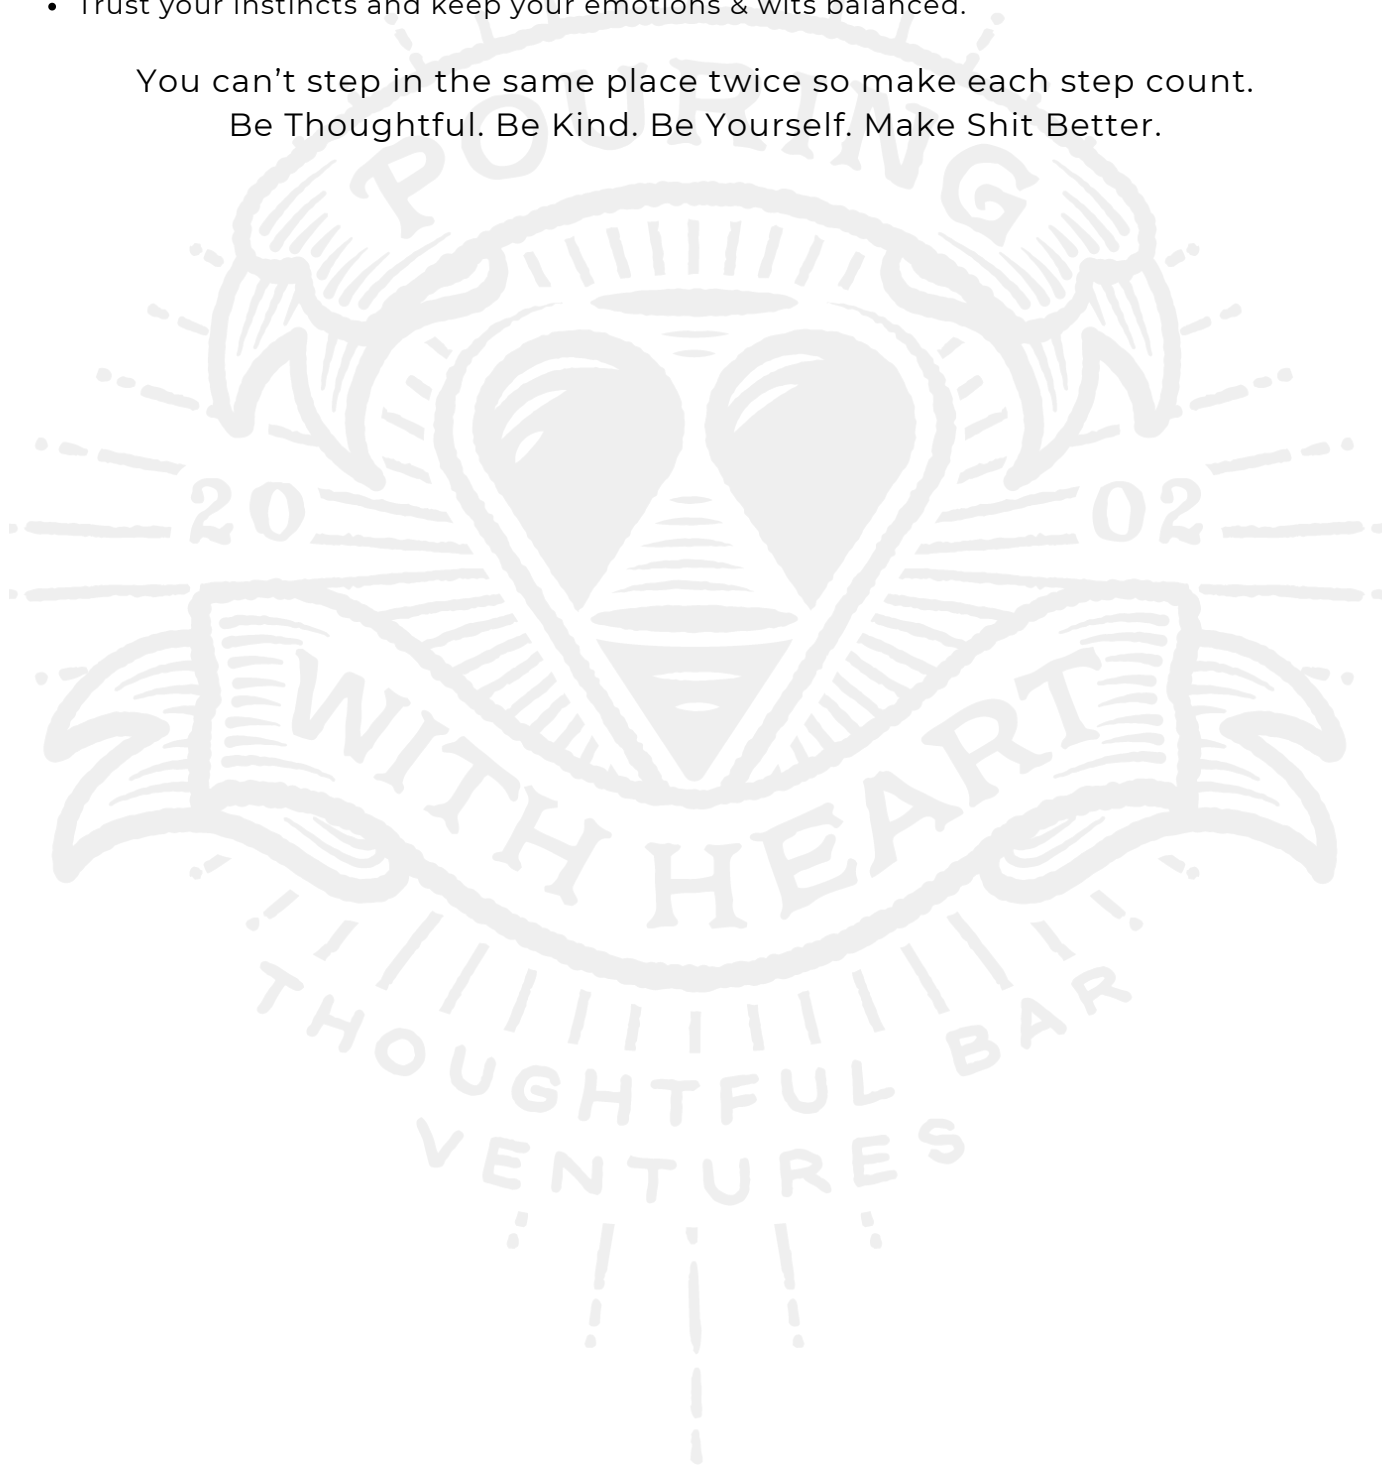 • Trust your instincts and keep your emotions & wits balanced.
You can’t step in the same place twice so make each step count.
Be Thoughtful. Be Kind. Be Yourself. Make Shit Better.
POURING
20 02
WITH HEART
THOUGHTFUL BAR
VENTURES